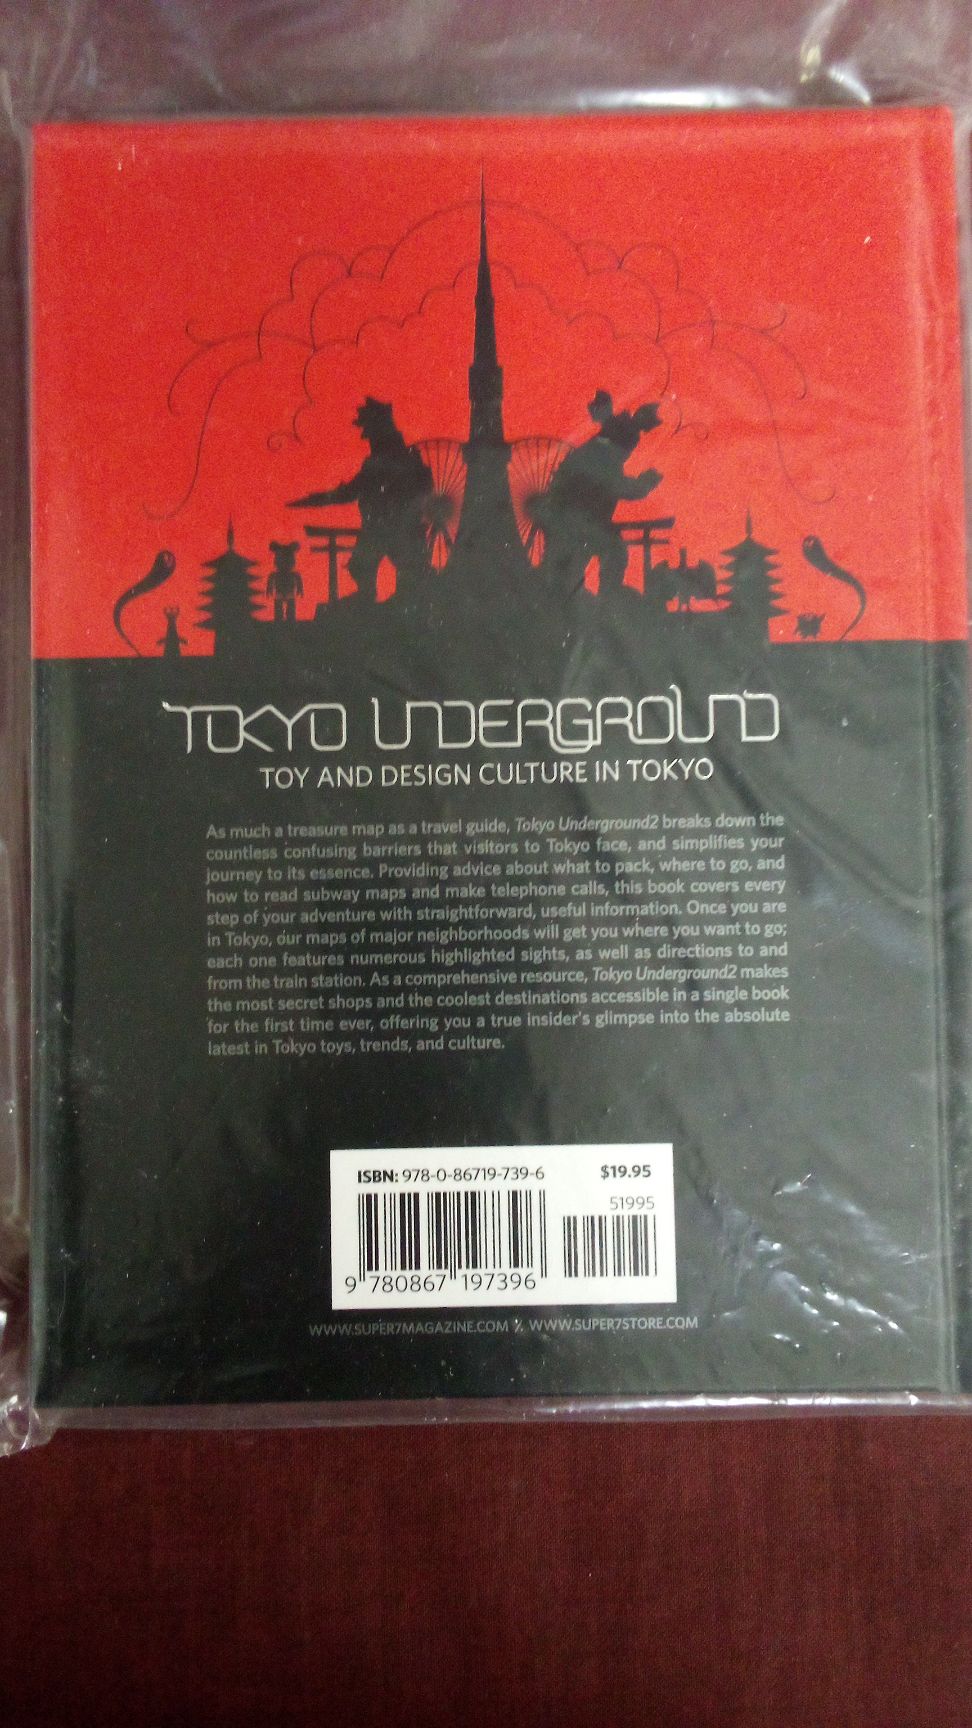 TOKYO UNDERGROUND
TOY AND DESIGN CULTURE IN TOKYO
As much a treasure map as a travel guide, Tokyo Underground2 breaks down the
countless confusing barriers that visitors to Tokyo face, and simplifies your
journey to its essence. Providing advice about what to pack, where to go, and
how to read subway maps and make telephone calls, this book covers every
step of your adventure with straightforward, useful information. Once you are
in Tokyo, our maps of major neighborhoods will get you where you want to go;
each one features numerous highlighted sights, as well as directions to and
from the train station. As a comprehensive resource, Tokyo Underground2 makes
the most secret shops and the coolest destinations accessible in a single book
for the first time ever, offering you a true insider's glimpse into the absolute
latest in Tokyo toys, trends, and culture.
ISBN: 978-0-86719-739-6 $19.95
51995
9 780867 197396
WWW.SUPER7MAGAZINE.COM WWW.SUPER7STORE.COM